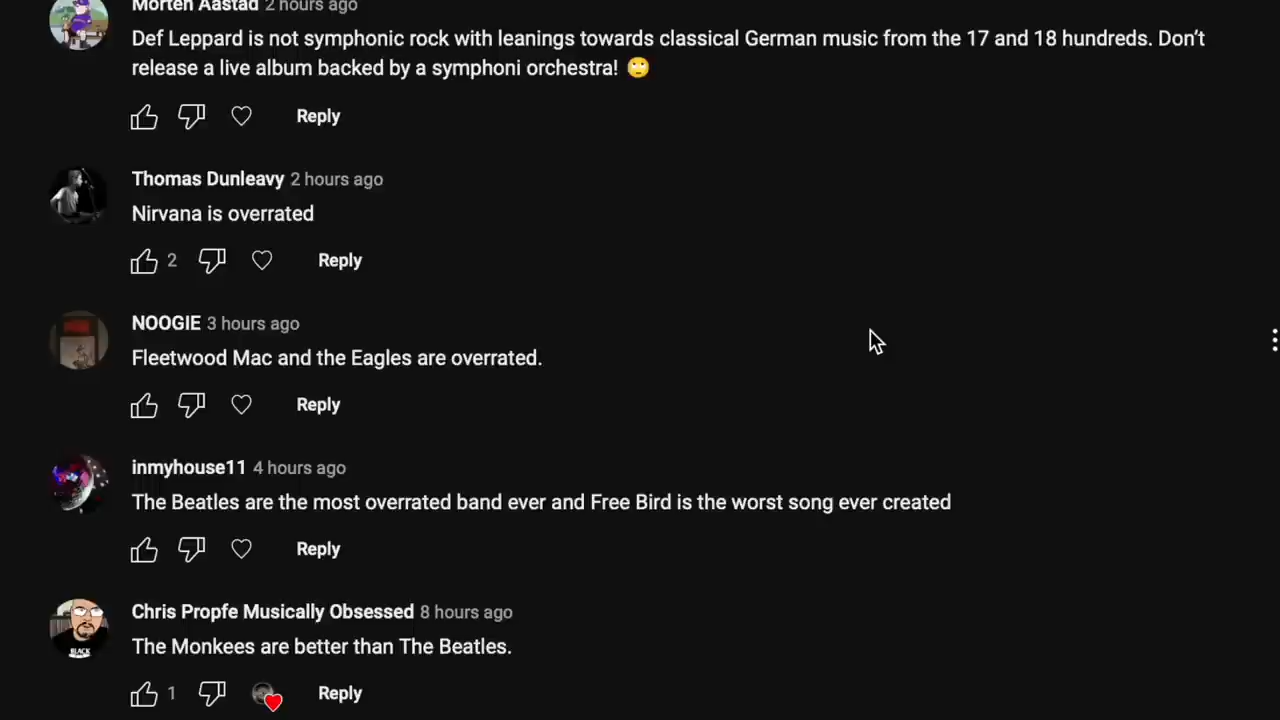 Morten Aastad 2 hours ago
Def Leppard is not symphonic rock with leanings towards classical German music from the 17 and 18 hundreds. Don’t
release a live album backed by a symphoni orchestra! 🙄
Reply
Thomas Dunleavy 2 hours ago
Nirvana is overrated
2 Reply
NOOGIE 3 hours ago
Fleetwood Mac and the Eagles are overrated.
Reply
inmyhouse11 4 hours ago
The Beatles are the most overrated band ever and Free Bird is the worst song ever created
Reply
Chris Propfe Musically Obsessed 8 hours ago
The Monkees are better than The Beatles.
BLACK
1 Reply